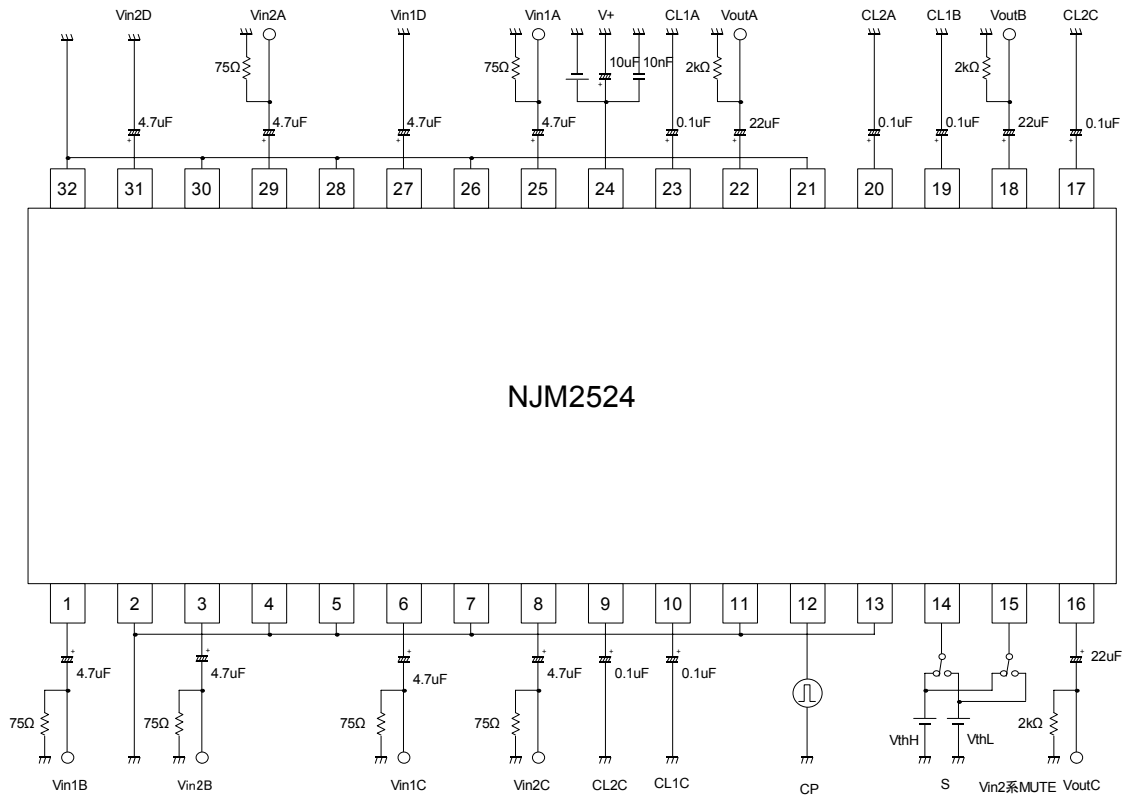 Vin2D Vin2A Vin1D Vin1A V+ CL1A VoutA CL2A CL1B VoutB CL2C
75Ω 75Ω 10uF 10nF 2kΩ 2kΩ
4.7uF 4.7uF 4.7uF 4.7uF 0.1uF 22uF 0.1uF 0.1uF 22uF 0.1uF
+ + + + + + + + + + +
32 31 30 29 28 27 26 25 24 23 22 21 20 19 18 17
NJM2524
1 2 3 4 5 6 7 8 9 10 11 12 13 14 15 16
+ + + + + + +
4.7uF 4.7uF 4.7uF 4.7uF 0.1uF 0.1uF 22uF
75Ω 75Ω 75Ω 75Ω 2kΩ
VthH VthL
Vin1B Vin2B Vin1C Vin2C CL2C CL1C CP S Vin2系MUTE VoutC